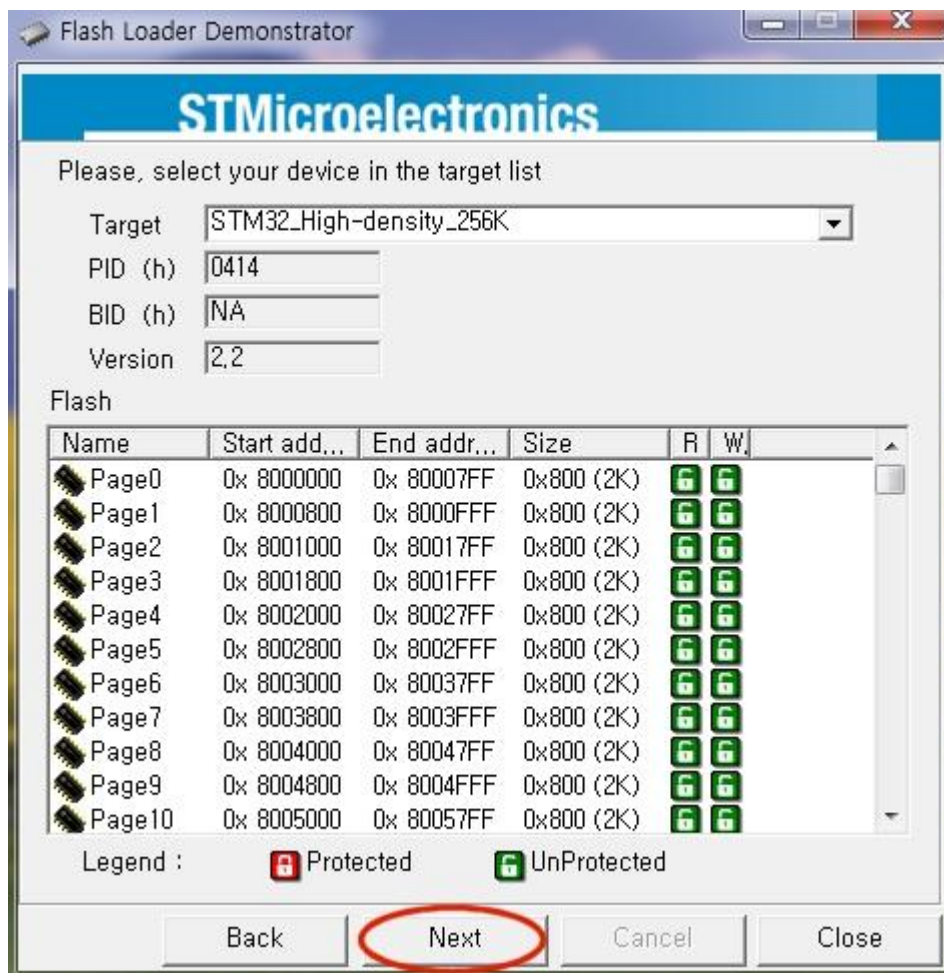 Flash Loader Demonstrator
STMicroelectronics
Please, select your device in the target list
Target STM32_High-density_256K
PID (h) 0414
BID (h) NA
Version 2.2
Flash
Name Start add... End addr... Size R W.
Page0 0x 8000000 0x 80007FF 0x800 (2K)
Page1 0x 8000800 0x 8000FFF 0x800 (2K)
Page2 0x 8001000 0x 80017FF 0x800 (2K)
Page3 0x 8001800 0x 8001FFF 0x800 (2K)
Page4 0x 8002000 0x 80027FF 0x800 (2K)
Page5 0x 8002800 0x 8002FFF 0x800 (2K)
Page6 0x 8003000 0x 80037FF 0x800 (2K)
Page7 0x 8003800 0x 8003FFF 0x800 (2K)
Page8 0x 8004000 0x 80047FF 0x800 (2K)
Page9 0x 8004800 0x 8004FFF 0x800 (2K)
Page10 0x 8005000 0x 80057FF 0x800 (2K)
Legend : Protected UnProtected
Back Next Cancel Close